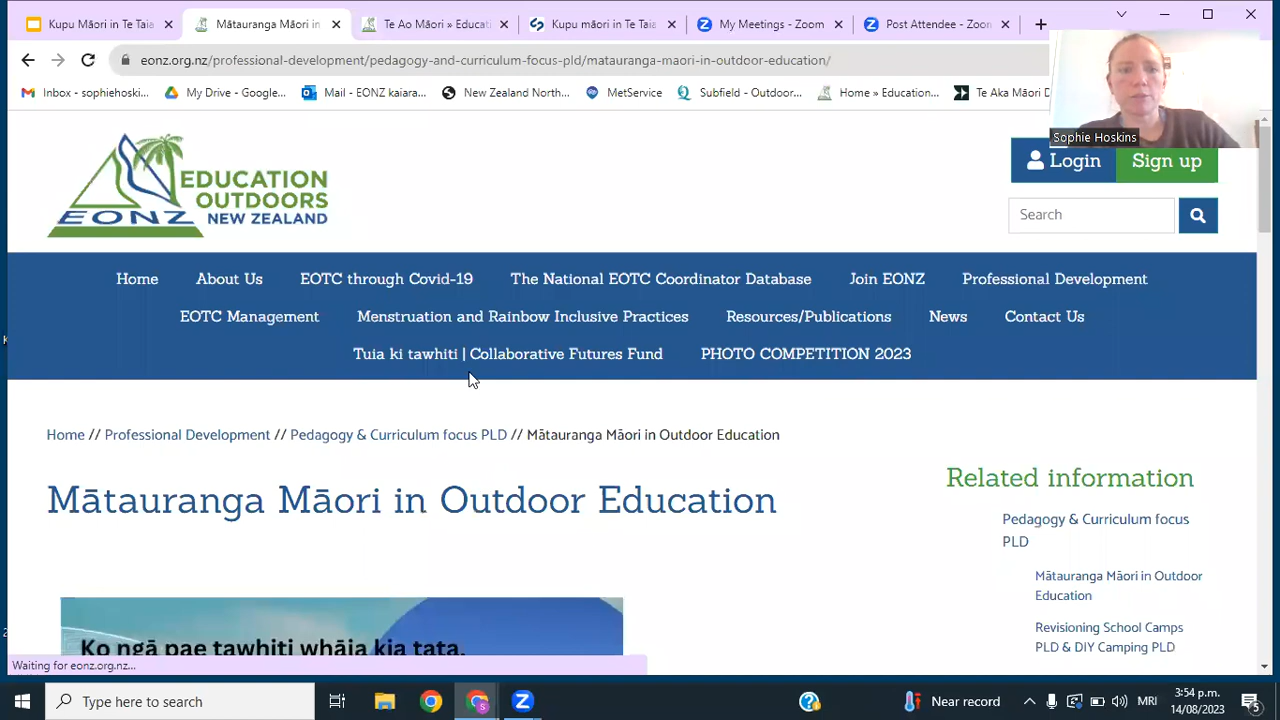 Kupu Māori in Te Taia
Mātauranga Māori in
Te Ao Māori » Educati
Kupu māori in Te Taia
My Meetings - Zoom
Post Attendee - Zoom
eonz.org.nz/professional-development/pedagogy-and-curriculum-focus-pld/matauranga-maori-in-outdoor-education/
Inbox - sophiehoski...
My Drive - Google...
Mail - EONZ kaiara...
New Zealand North...
MetService
Subfield - Outdoor...
Home » Education...
Te Aka Māori D
Sophie Hoskins
EDUCATION
OUTDOORS
NEW ZEALAND
EONZ
Login
Sign up
Search
Home About Us EOTC through Covid-19 The National EOTC Coordinator Database Join EONZ Professional Development
EOTC Management Menstruation and Rainbow Inclusive Practices Resources/Publications News Contact Us
Tuia ki tawhiti | Collaborative Futures Fund PHOTO COMPETITION 2023
Home // Professional Development // Pedagogy & Curriculum focus PLD // Mātauranga Māori in Outdoor Education
Mātauranga Māori in Outdoor Education
Ko ngā pae tawhiti whāia kia tata,
Related information
Pedagogy & Curriculum focus
PLD
Mātauranga Māori in Outdoor
Education
Revisioning School Camps
PLD & DIY Camping PLD
Waiting for eonz.org.nz...
Type here to search
Near record
MRI
3:54 p.m.
14/08/2023
5